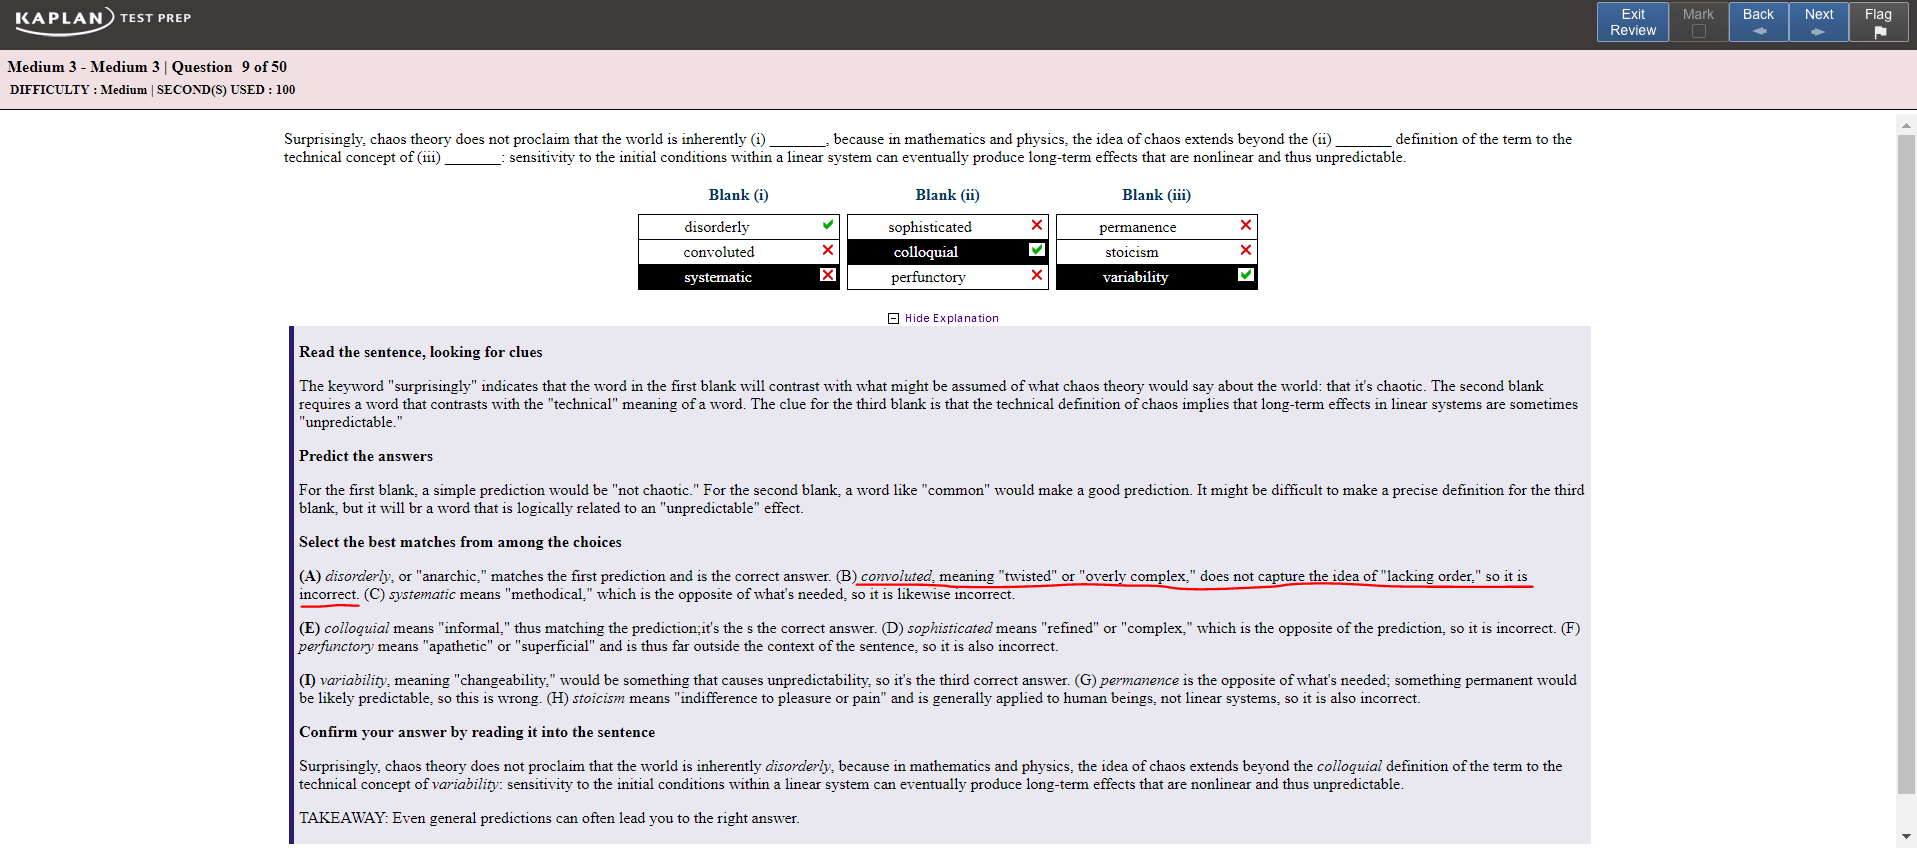 KAPLAN TEST PREP
Exit Review
Mark
Back
Next
Flag
Medium 3 - Medium 3 | Question 9 of 50
DIFFICULTY : Medium | SECOND(S) USED : 100
Surprisingly, chaos theory does not proclaim that the world is inherently (i) _______, because in mathematics and physics, the idea of chaos extends beyond the (ii) _______ definition of the term to the
technical concept of (iii) _______: sensitivity to the initial conditions within a linear system can eventually produce long-term effects that are nonlinear and thus unpredictable.
Blank (i) Blank (ii) Blank (iii)
disorderly sophisticated permanence
convoluted colloquial stoicism
systematic perfunctory variability
Hide Explanation
Read the sentence, looking for clues
The keyword "surprisingly" indicates that the word in the first blank will contrast with what might be assumed of what chaos theory would say about the world: that it's chaotic. The second blank
requires a word that contrasts with the "technical" meaning of a word. The clue for the third blank is that the technical definition of chaos implies that long-term effects in linear systems are sometimes
"unpredictable."
Predict the answers
For the first blank, a simple prediction would be "not chaotic." For the second blank, a word like "common" would make a good prediction. It might be difficult to make a precise definition for the third
blank, but it will br a word that is logically related to an "unpredictable" effect.
Select the best matches from among the choices
(A) disorderly, or "anarchic," matches the first prediction and is the correct answer. (B) convoluted, meaning "twisted" or "overly complex," does not capture the idea of "lacking order," so it is
incorrect. (C) systematic means "methodical," which is the opposite of what's needed, so it is likewise incorrect.
(E) colloquial means "informal," thus matching the prediction;it's the s the correct answer. (D) sophisticated means "refined" or "complex," which is the opposite of the prediction, so it is incorrect. (F)
perfunctory means "apathetic" or "superficial" and is thus far outside the context of the sentence, so it is also incorrect.
(I) variability, meaning "changeability," would be something that causes unpredictability, so it's the third correct answer. (G) permanence is the opposite of what's needed; something permanent would
be likely predictable, so this is wrong. (H) stoicism means "indifference to pleasure or pain" and is generally applied to human beings, not linear systems, so it is also incorrect.
Confirm your answer by reading it into the sentence
Surprisingly, chaos theory does not proclaim that the world is inherently disorderly, because in mathematics and physics, the idea of chaos extends beyond the colloquial definition of the term to the
technical concept of variability: sensitivity to the initial conditions within a linear system can eventually produce long-term effects that are nonlinear and thus unpredictable.
TAKEAWAY: Even general predictions can often lead you to the right answer.